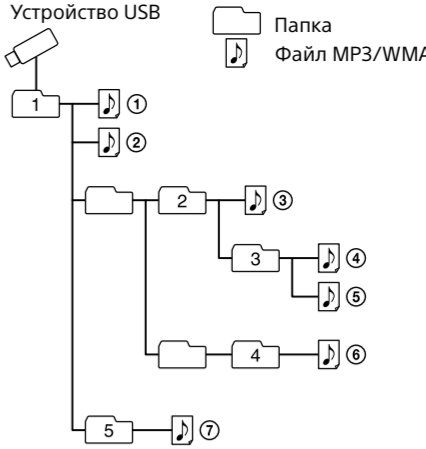 Устройство USB
Папка
Файл MP3/WMA
1 ①
②
2 ③
3 ④
⑤
4 ⑥
5 ⑦